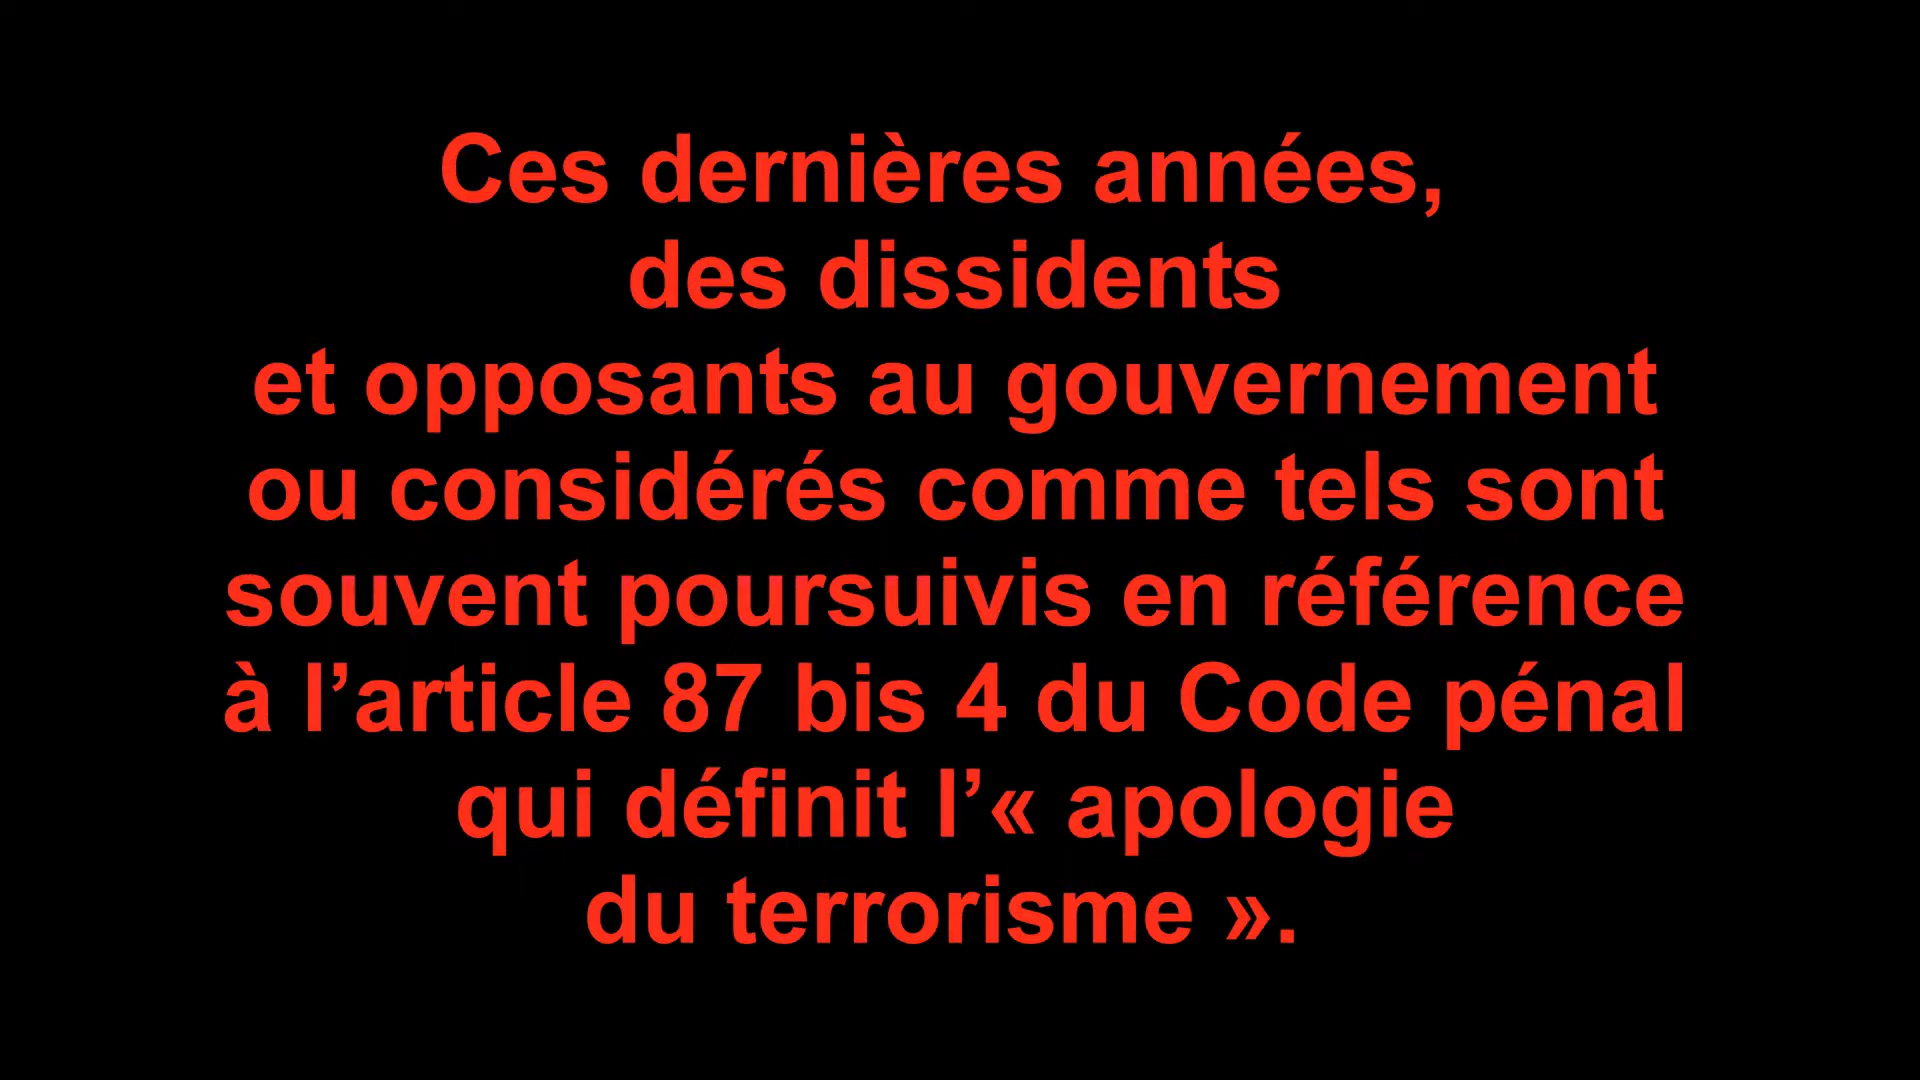 Ces dernières années,
des dissidents
et opposants au gouvernement
ou considérés comme tels sont
souvent poursuivis en référence
à l’article 87 bis 4 du Code pénal
qui définit l’« apologie
du terrorisme ».